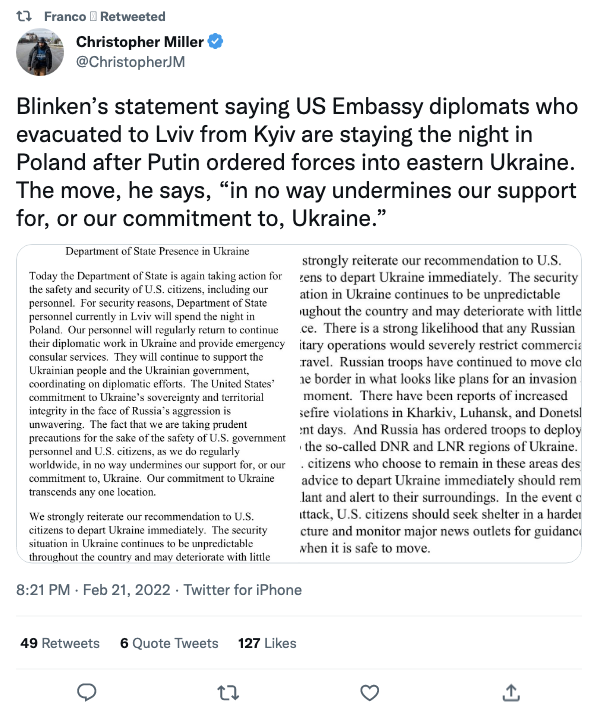 Franco Retweeted
Christopher Miller
@ChristopherJM
Blinken’s statement saying US Embassy diplomats who
evacuated to Lviv from Kyiv are staying the night in
Poland after Putin ordered forces into eastern Ukraine.
The move, he says, “in no way undermines our support
for, or our commitment to, Ukraine.”
Department of State Presence in Ukraine
Today the Department of State is again taking action for
the safety and security of U.S. citizens, including our
personnel. For security reasons, Department of State
personnel currently in Lviv will spend the night in
Poland. Our personnel will regularly return to continue
their diplomatic work in Ukraine and provide emergency
consular services. They will continue to support the
Ukrainian people and the Ukrainian government,
coordinating on diplomatic efforts. The United States’
commitment to Ukraine’s sovereignty and territorial
integrity in the face of Russia’s aggression is
unwavering. The fact that we are taking prudent
precautions for the sake of the safety of U.S. government
personnel and U.S. citizens, as we do regularly
worldwide, in no way undermines our support for, or our
commitment to, Ukraine. Our commitment to Ukraine
transcends any one location.
We strongly reiterate our recommendation to U.S.
citizens to depart Ukraine immediately. The security
situation in Ukraine continues to be unpredictable
throughout the country and may deteriorate with little
strongly reiterate our recommendation to U.S.
zens to depart Ukraine immediately. The security
ation in Ukraine continues to be unpredictable
ughout the country and may deteriorate with little
ce. There is a strong likelihood that any Russian
itary operations would severely restrict commercia
ravel. Russian troops have continued to move clo
he border in what looks like plans for an invasion
moment. There have been reports of increased
sefire violations in Kharkiv, Luhansk, and Donetsl
nt days. And Russia has ordered troops to deploy
the so-called DNR and LNR regions of Ukraine.
. citizens who choose to remain in these areas des
advice to depart Ukraine immediately should rem
lant and alert to their surroundings. In the event o
attack, U.S. citizens should seek shelter in a harden
cture and monitor major news outlets for guidance
when it is safe to move.
8:21 PM · Feb 21, 2022 · Twitter for iPhone
49 Retweets 6 Quote Tweets 127 Likes